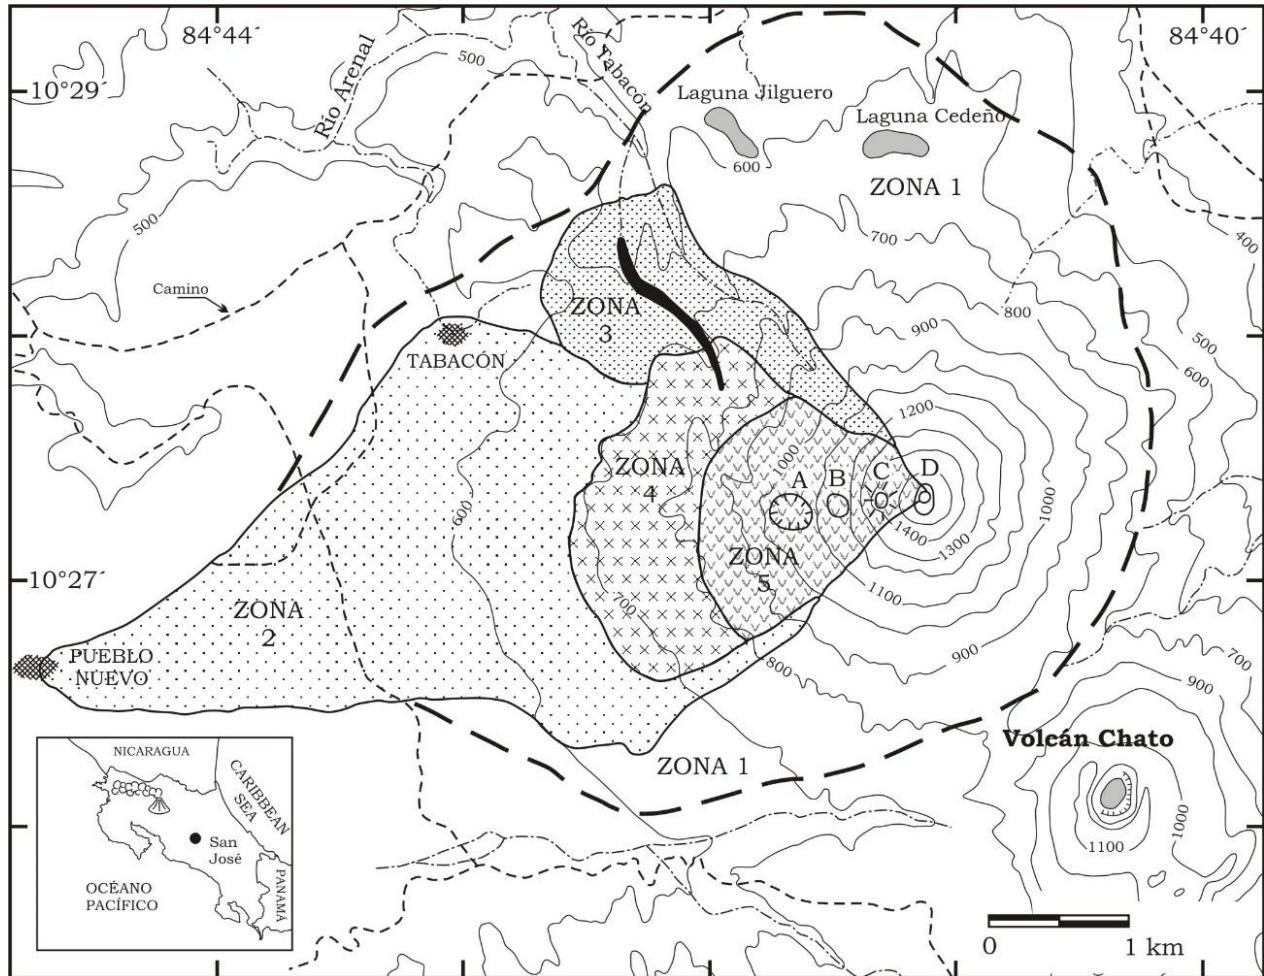 84°44´
84°40´
10°29´
10°27´
Río Arenal
Río Tabacón
500
500
Laguna Jilguero
Laguna Cedeño
600
ZONA 1
700
400
Camino
800
900
500
600
ZONA
3
TABACÓN
1200
1000
ZONA
4
A
B
C
D
1000
600
1400
1300
ZONA
5
1100
ZONA
2
700
PUEBLO
NUEVO
800
900
700
900
ZONA 1
Volcán Chato
1000
1100
NICARAGUA
CARIBBEAN
SEA
San
José
OCÉANO
PACÍFICO
PANAMÁ
0
1 km